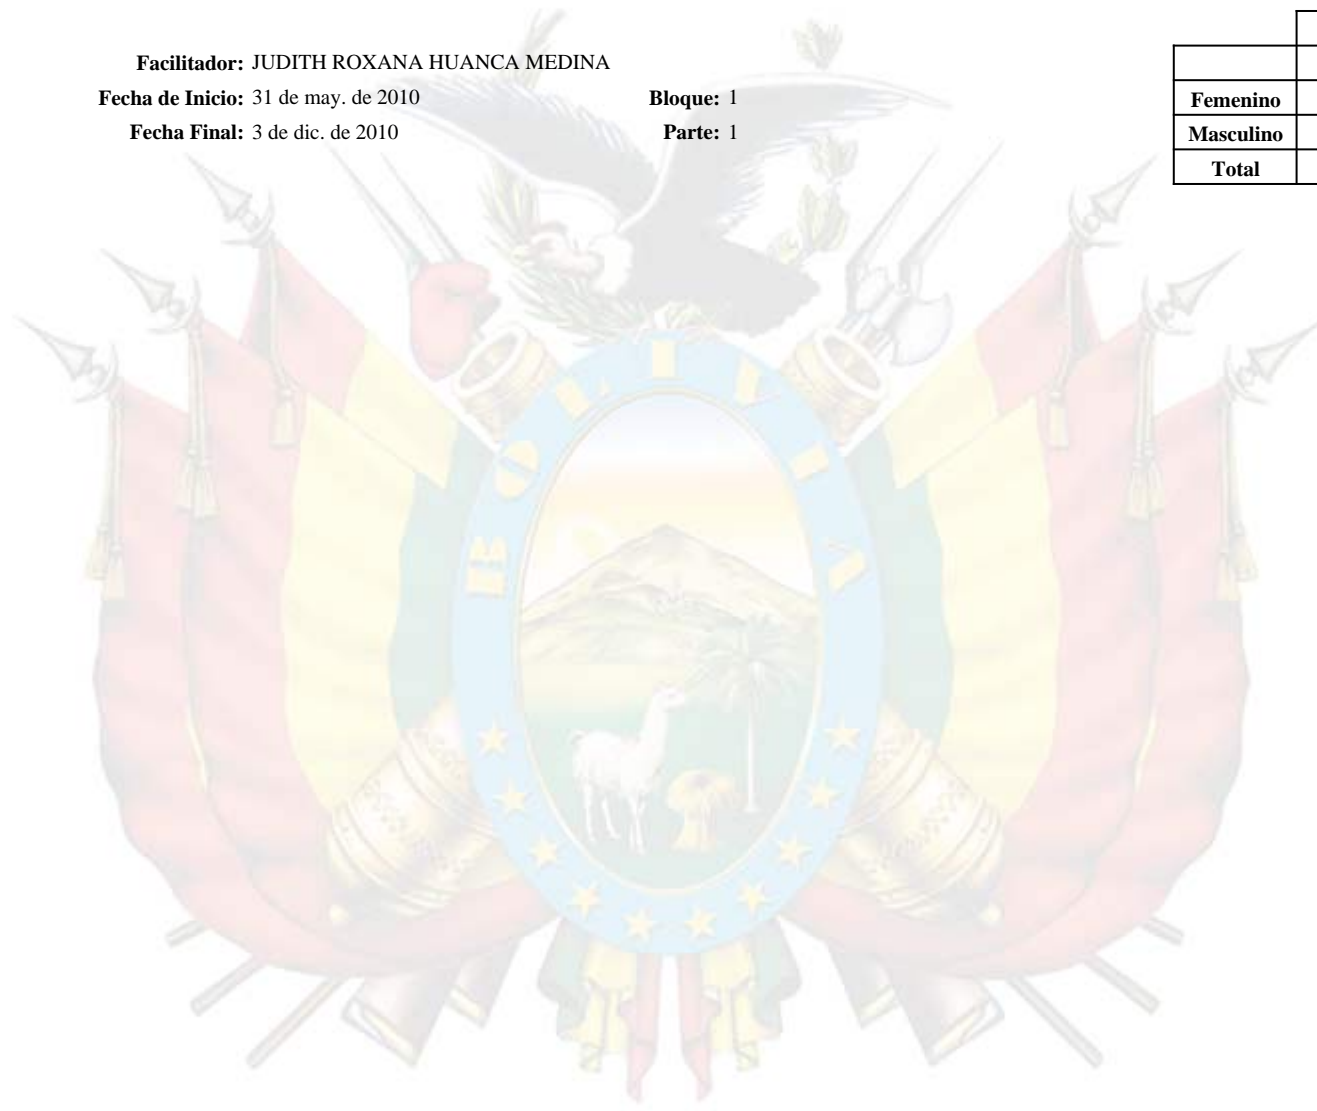 Facilitador: JUDITH ROXANA HUANCA MEDINA
Fecha de Inicio: 31 de may. de 2010 Bloque: 1
Fecha Final: 3 de dic. de 2010 Parte: 1
Femenino
Masculino
Total
BOLIVIA